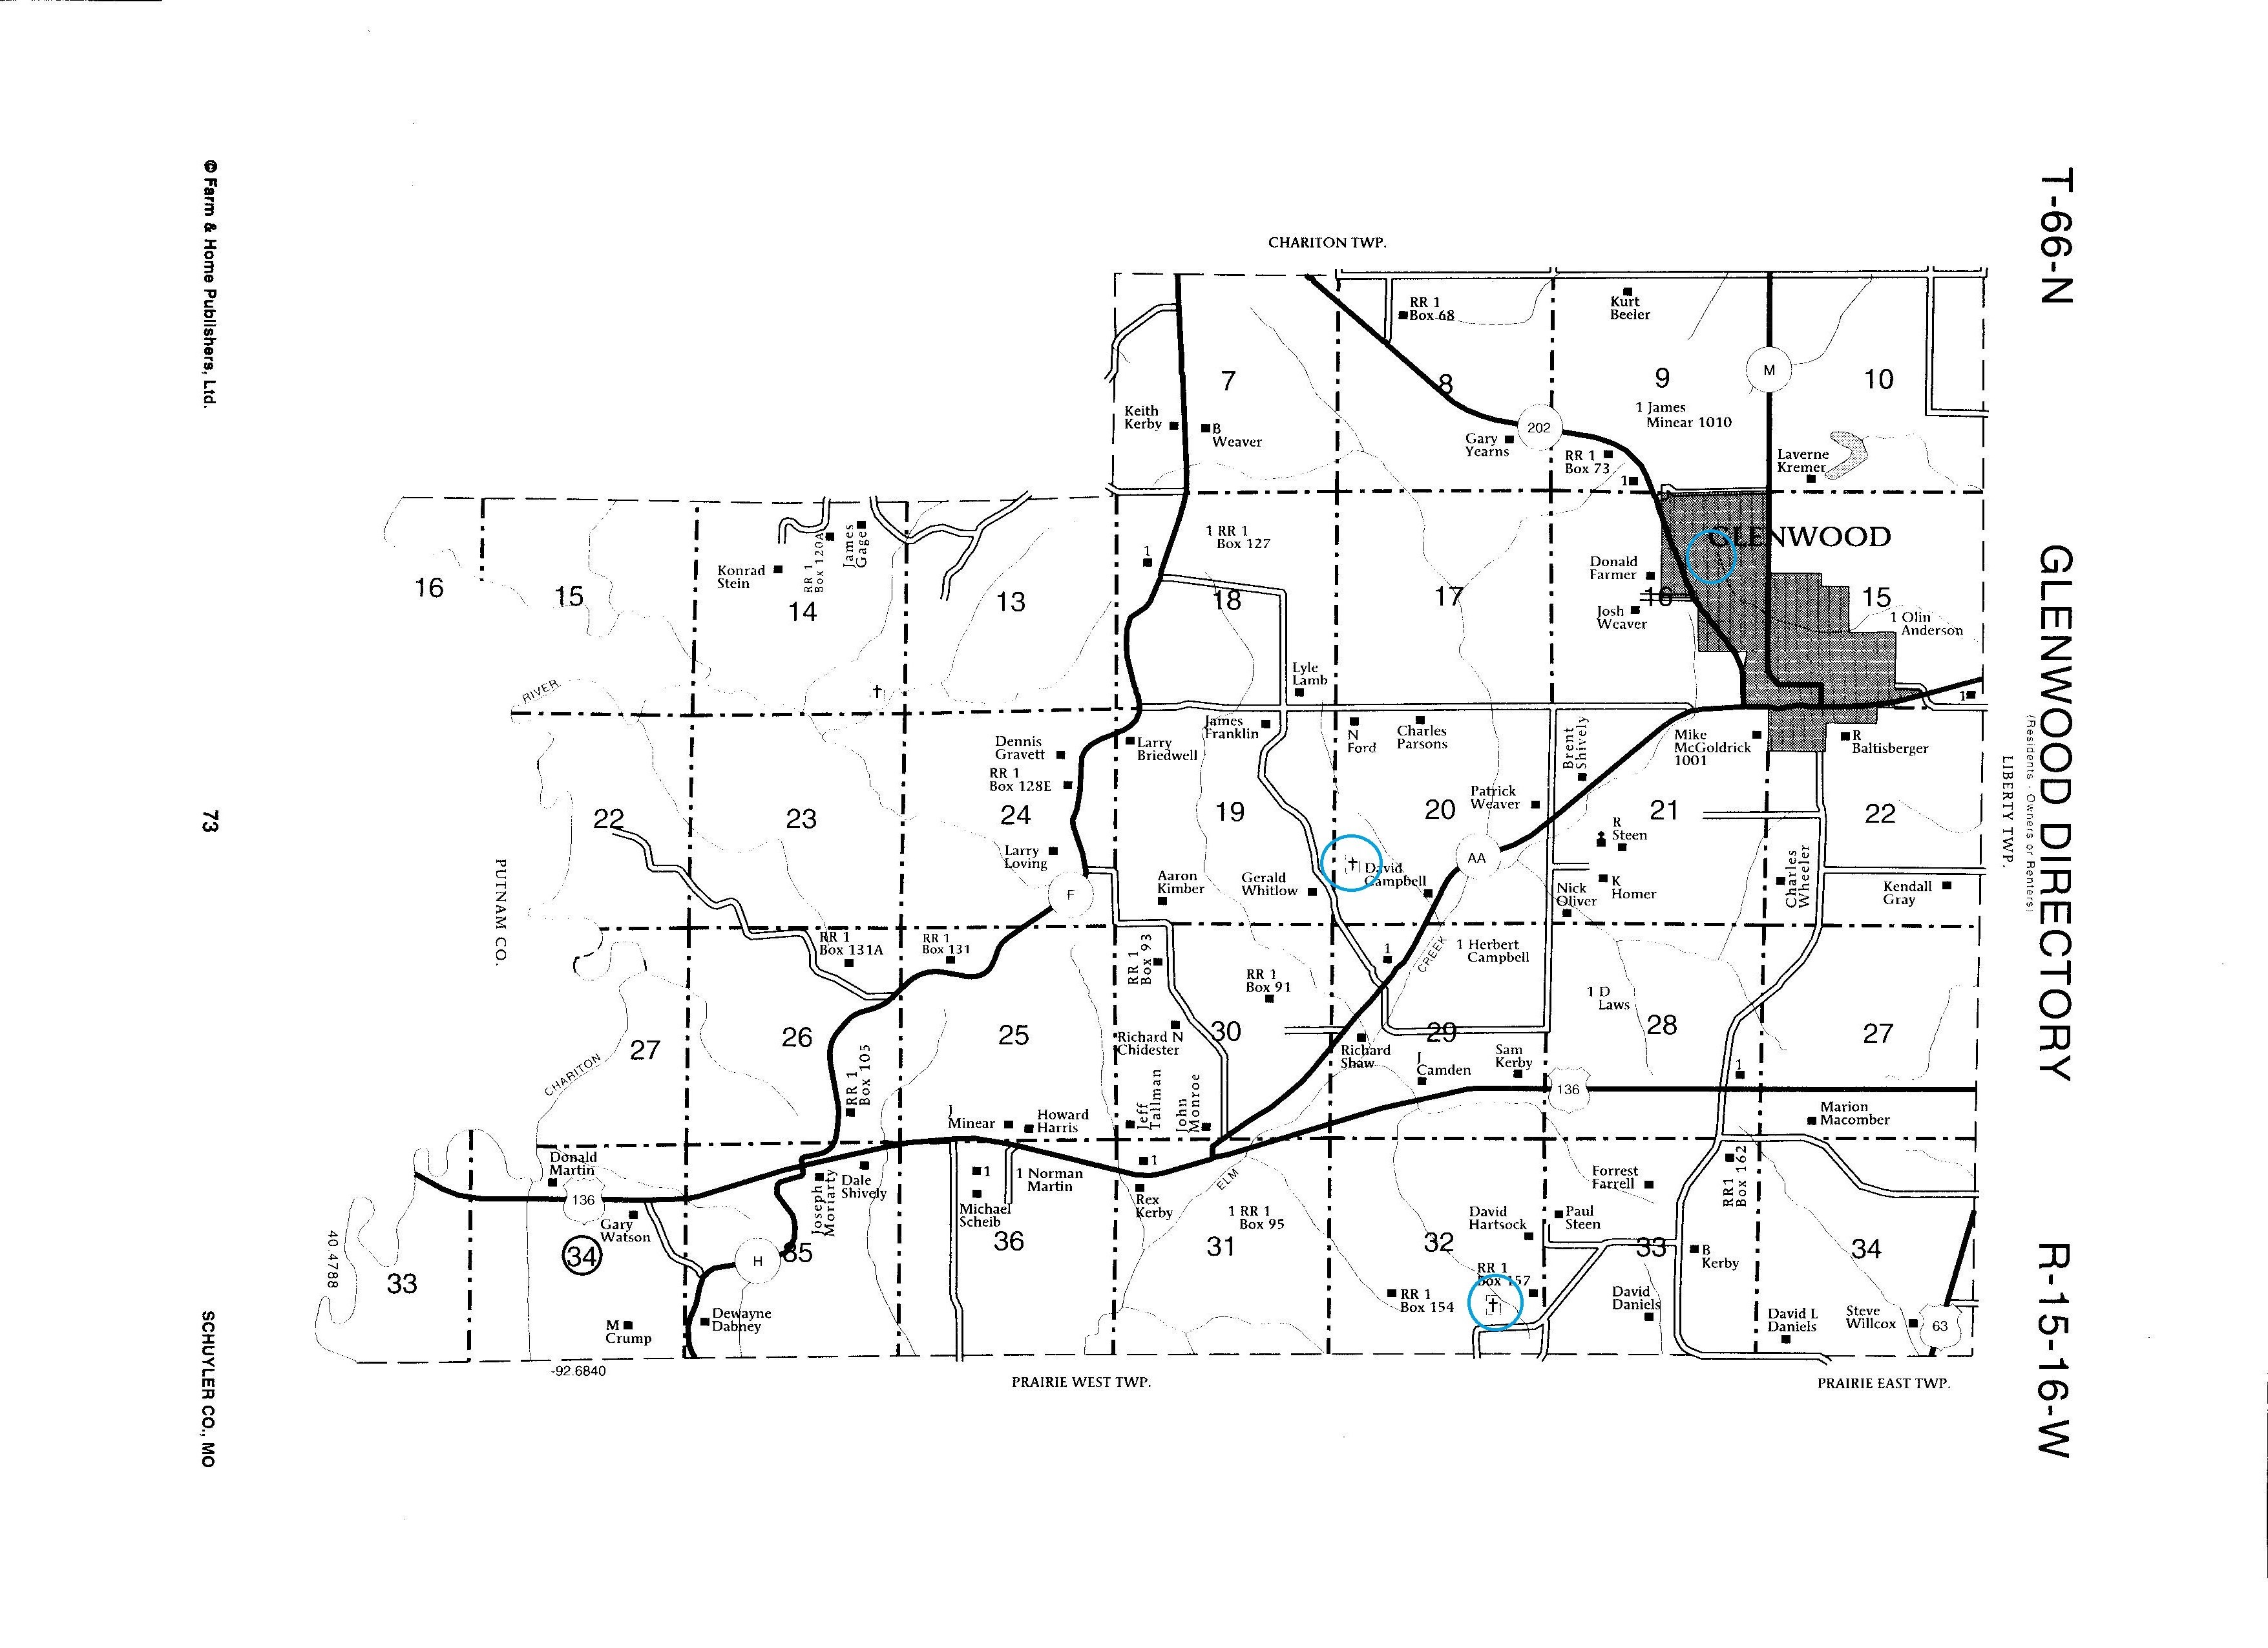 T-66-N
GLENWOOD DIRECTORY
(Residents - Owners or Renters)
R-15-16-W
CHARITON TWP.
RR 1
Box 68
Kurt
Beeler
7
8
9
M
10
Keith
Kerby
B
Weaver
202
Gary
Yearns
1 James
Minear 1010
RR 1
Box 73
1
Laverne
Kremer
16
15
Konrad
Stein
RR 1
Box 120A
James
Gagel
14
13
1
1 RR 1
Box 127
18
17
GLENWOOD
Donald
Farmer
Josh
Weaver
16
15
1 Olin
Anderson
RIVER
Lyle
Lamb
1
Dennis
Gravett
RR 1
Box 128E
Larry
Briedwell
James
Franklin
N
Ford
Charles
Parsons
Brent
Shively
Mike
McGoldrick
1001
R
Baltisberger
LIBERTY TWP.
22
23
24
19
20
21
22
Patrick
Weaver
R
Steen
Larry
Loving
F
Aaron
Kimber
Gerald
Whitlow
David
Campbell
AA
Nick
Oliver
K
Homer
Charles
Wheeler
Kendall
Gray
PUTNAM CO.
RR 1
Box 131A
RR 1
Box 131
RR 1
Box 93
RR 1
Box 91
1
CREEK
1 Herbert
Campbell
1 D
Laws
27
26
25
30
29
28
27
CHARITON
RR 1
Box 105
Richard N
Chidester
Richard
Shaw
J
Camden
Sam
Kerby
136
1
J
Minear
Howard
Harris
Jeff
Tallman
John
Monroe
Marion
Macomber
Donald
Martin
136
Gary
Watson
Joseph
Moriarty
Dale
Shively
1
Michael
Scheib
1 Norman
Martin
1
Rex
Kerby
ELM
1 RR 1
Box 95
David
Hartsock
Paul
Steen
Forrest
Farrell
RR1
Box 162
40.4788
33
34
35
36
31
32
33
34
H
B
Kerby
RR 1
Box 157
RR 1
Box 154
David
Daniels
David L
Daniels
Steve
Willcox
63
M
Crump
Dewayne
Dabney
-92.6840
PRAIRIE WEST TWP.
PRAIRIE EAST TWP.
© Farm & Home Publishers, Ltd.
73
SCHUYLER CO., MO